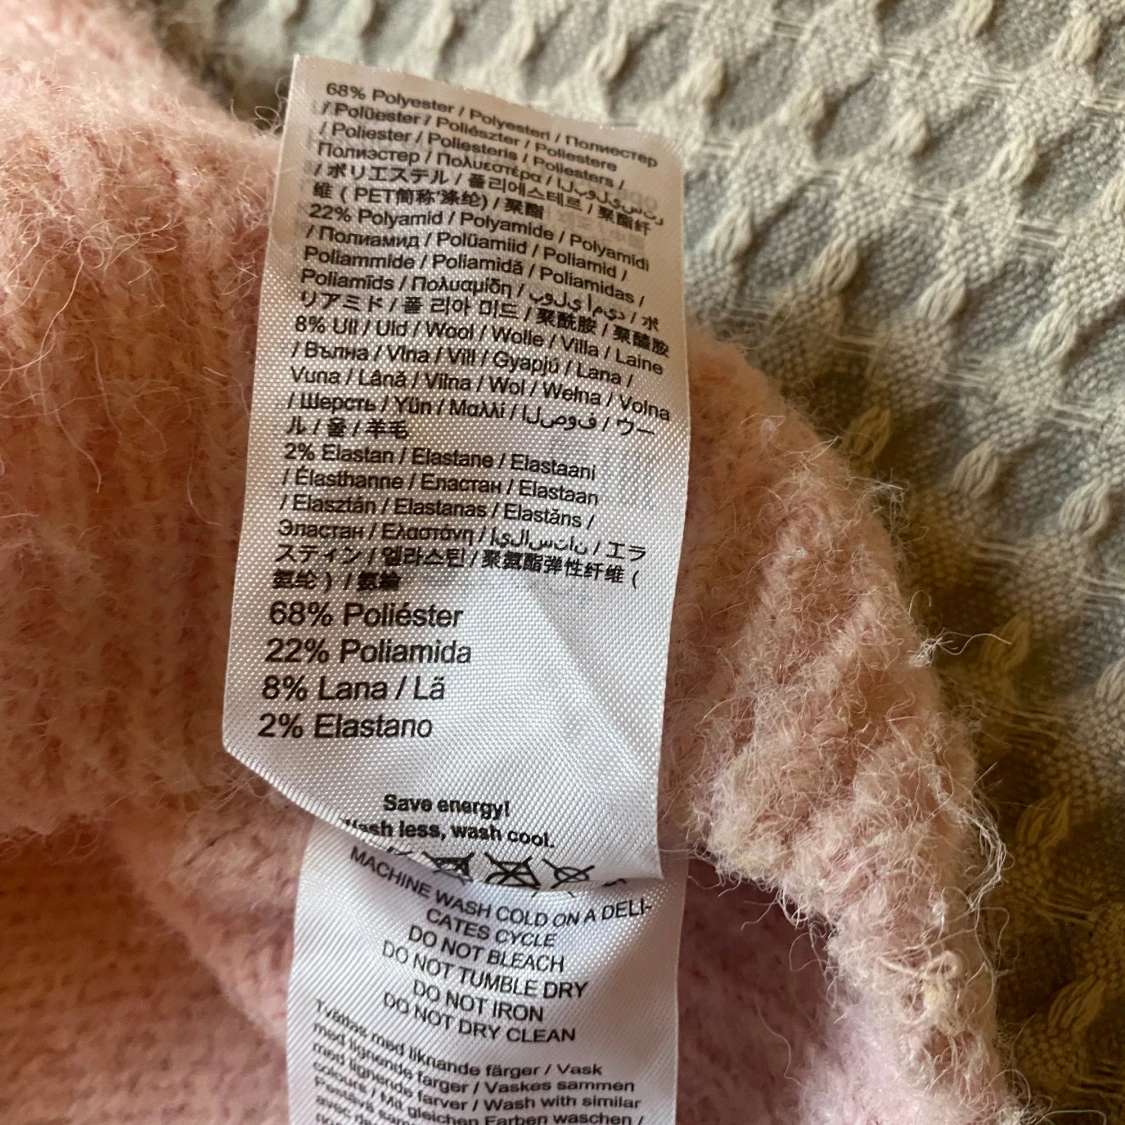 68% Polyester / Polyesteri / Полиестер
/ Polüester / Poliészter / Poliestere
/ Poliester / Poliesteris / Poliesters /
Полиэстер / Πολυεστέρα / البوليستر
/ ポリエステル / 폴리에스테르 / 聚酯纤
维 ( PET简称'涤纶) / 聚酯
22% Polyamid / Polyamide / Polyamidi
/ Полиамид / Polüamiid / Poliamid /
Poliammide / Poliamidă / Poliamidas /
Poliamīds / Πολυαμίδη / بولي أميد / ポ
リアミド / 폴 리아 미드 / 聚酰胺 / 聚醯胺
8% Ull / Uld / Wool / Wolle / Villa / Laine
/ Вълна / Vlna / Vill / Gyapjú / Lana /
Vuna / Lână / Vilna / Wol / Wełna / Volna
/ Шерсть / Yün / Μαλλί / الصوف / ウー
ル / 울 / 羊毛
2% Elastan / Elastane / Elastaani
/ Élasthanne / Еластан / Elastaan
/ Elasztán / Elastanas / Elastāns /
Эластан / Ελαστάνη / إيلاستان / エラ
スティン / 엘라스틴 / 聚氨酯弹性纤维 (
氨纶 ) / 氨綸
68% Poliéster
22% Poliamida
8% Lana / Lã
2% Elastano
Save energy!
Wash less, wash cool.
MACHINE WASH COLD ON A DELI-
CATES CYCLE
DO NOT BLEACH
DO NOT TUMBLE DRY
DO NOT IRON
DO NOT DRY CLEAN
Tvättas med liknande färger / Vask
med lignende farger / Vaskes sammen
med lignende farver / Wash with similar
colours / Mit gleichen Farben waschen /
Pestävä
avec